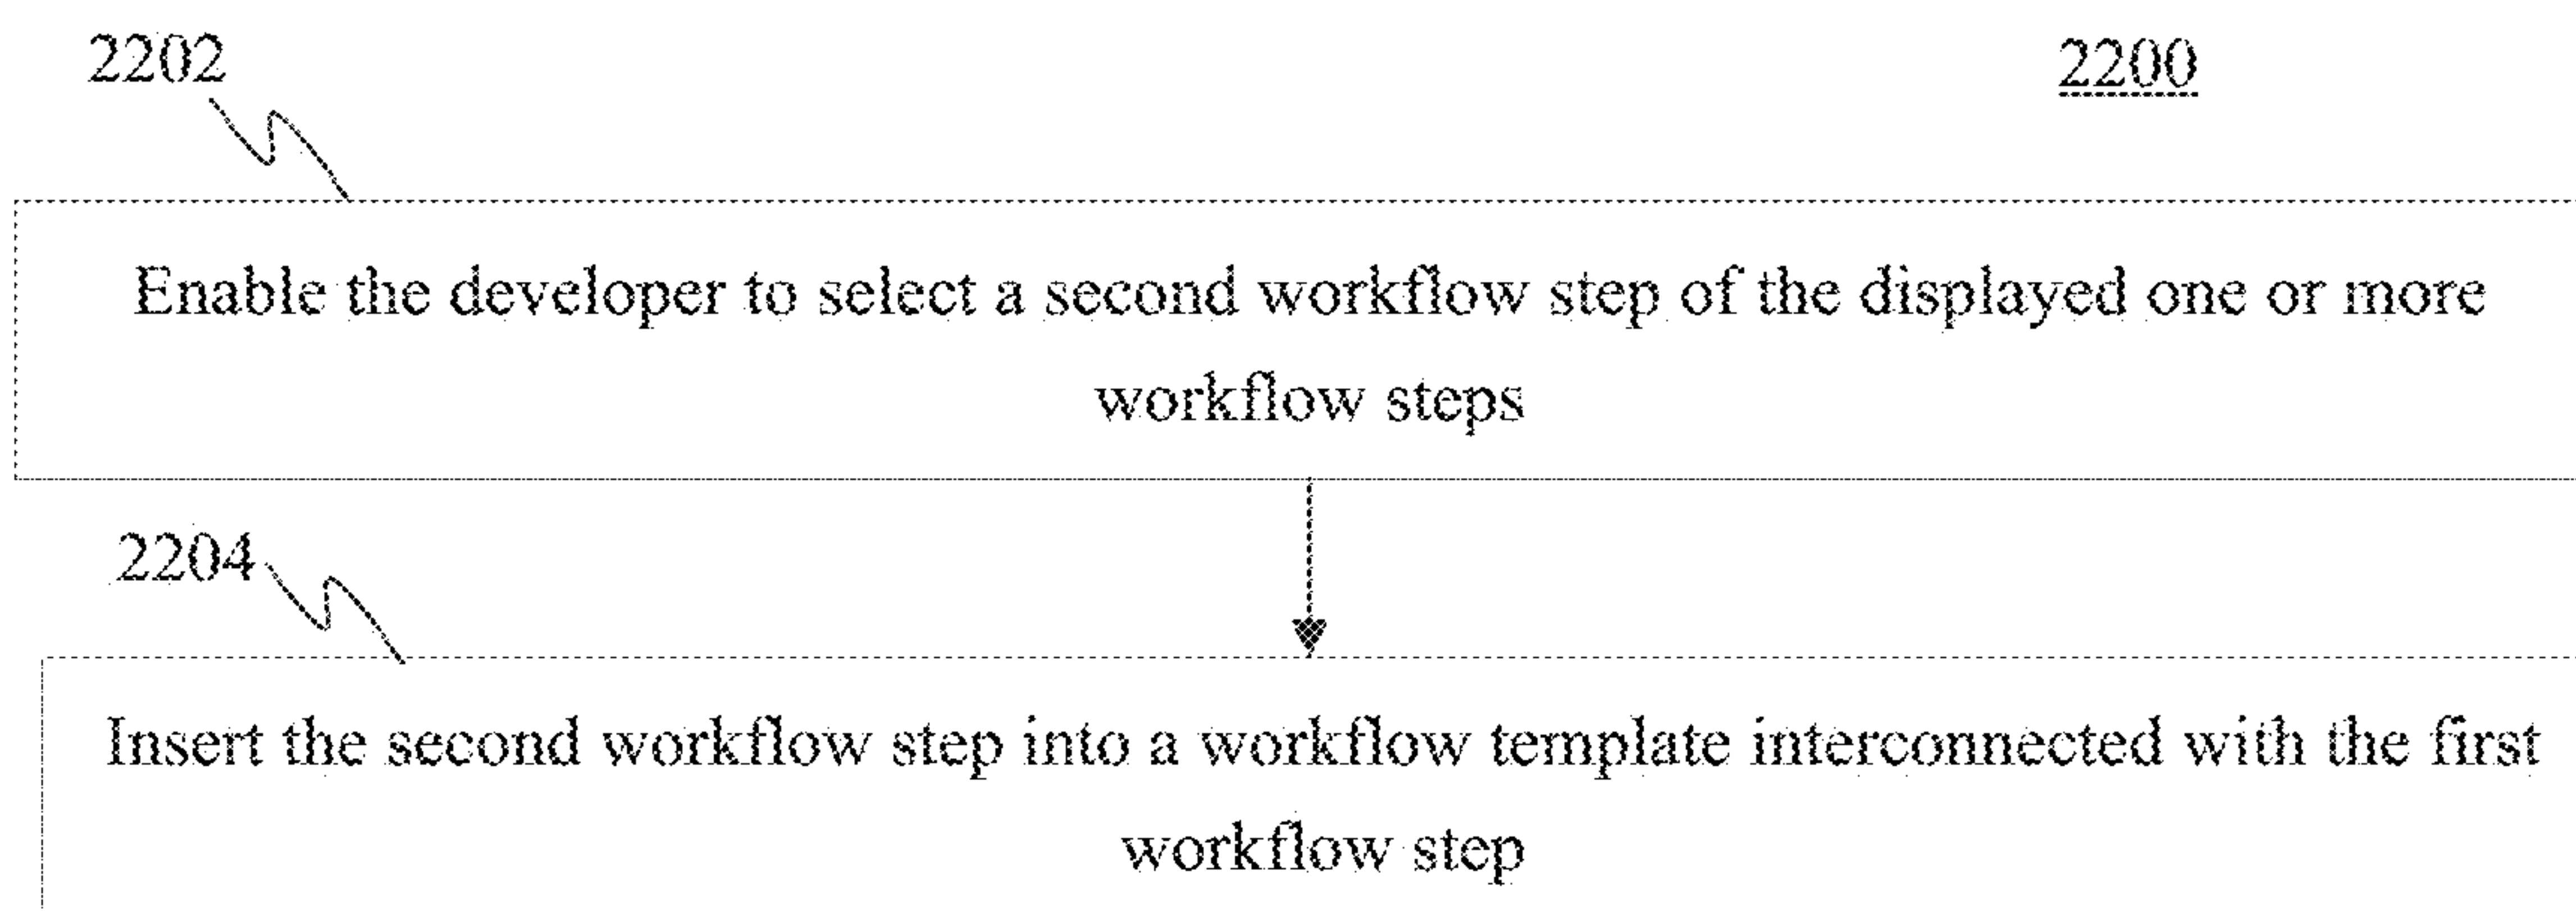 2202
2200
Enable the developer to select a second workflow step of the displayed one or more
workflow steps
2204
Insert the second workflow step into a workflow template interconnected with the first
workflow step